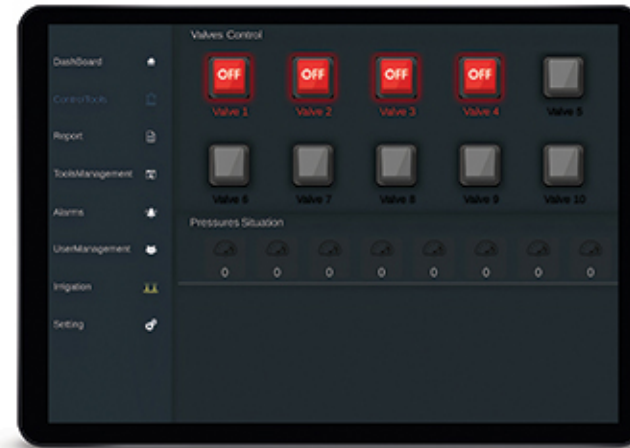 Valves Control
DashBoard
OFF OFF OFF OFF
Valve 1 Valve 2 Valve 3 Valve 4 Valve 5
ControlTools
Report
ToolsManagement
Valve 6 Valve 7 Valve 8 Valve 9 Valve 10
Alarms
Pressures Situation
UserManagement
0 0 0 0 0 0 0 0
Irrigation
Setting